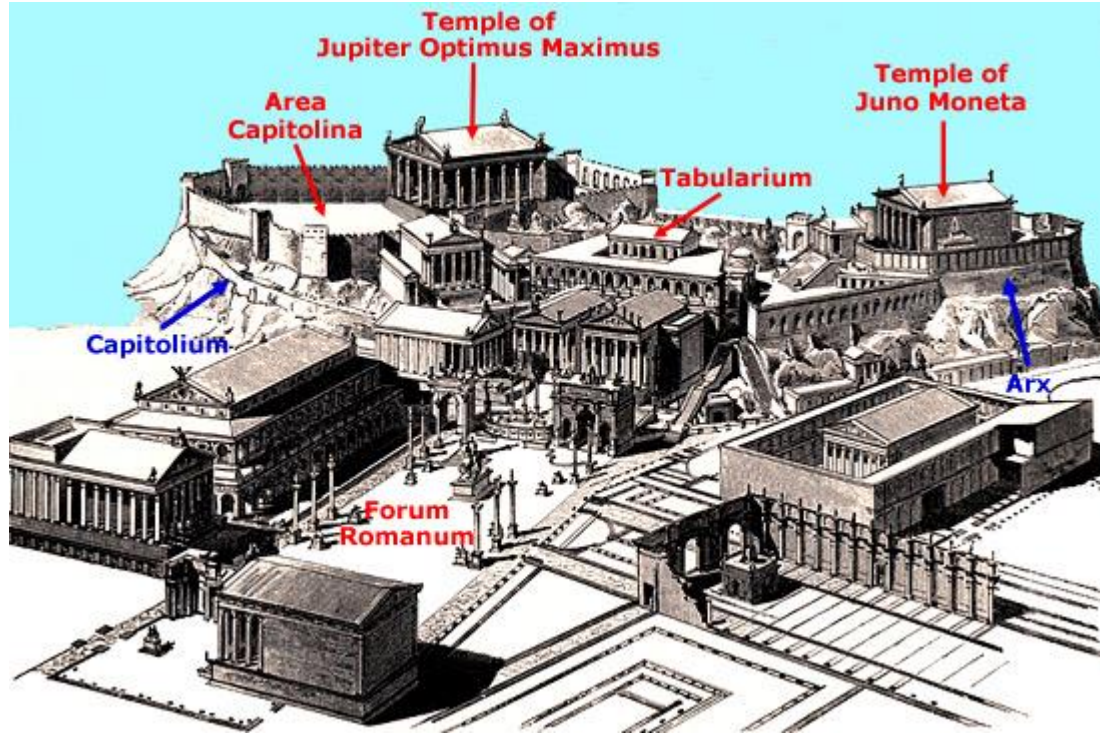 Temple of
Jupiter Optimus Maximus
Temple of
Juno Moneta
Area
Capitolina
Tabularium
Capitolium
Arx
Forum
Romanum